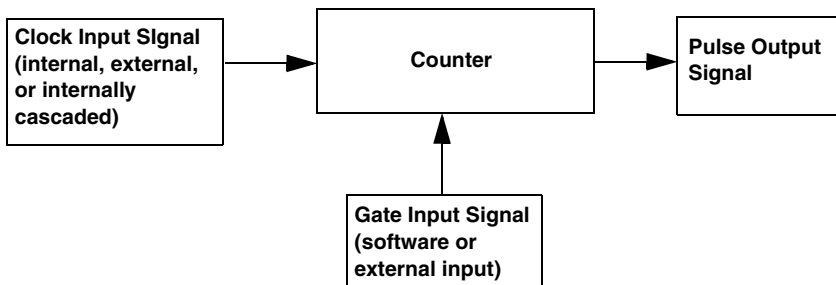 Clock Input SIgnal
(internal, external,
or internally
cascaded)
Counter
Pulse Output
Signal
Gate Input Signal
(software or
external input)